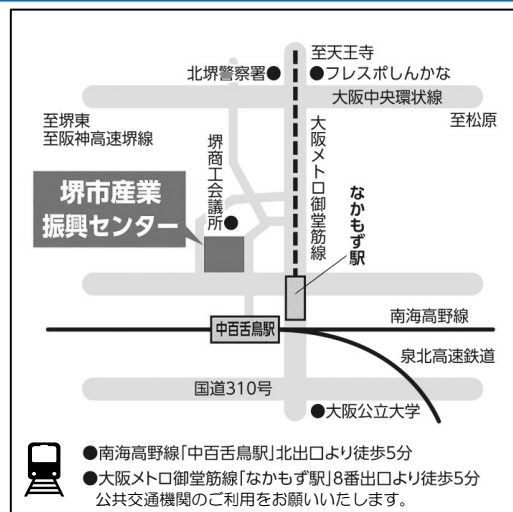 至天王寺
北堺警察署●
●フレスポしんかな
大阪中央環状線
至堺東
至阪神高速堺線
至松原
堺商工会議所●
大阪メトロ御堂筋線
なかもず駅
堺市産業
振興センター
南海高野線
中百舌鳥駅
泉北高速鉄道
国道310号
●大阪公立大学
●南海高野線「中百舌鳥駅」北出口より徒歩5分
●大阪メトロ御堂筋線「なかもず駅」8番出口より徒歩5分
公共交通機関のご利用をお願いいたします。